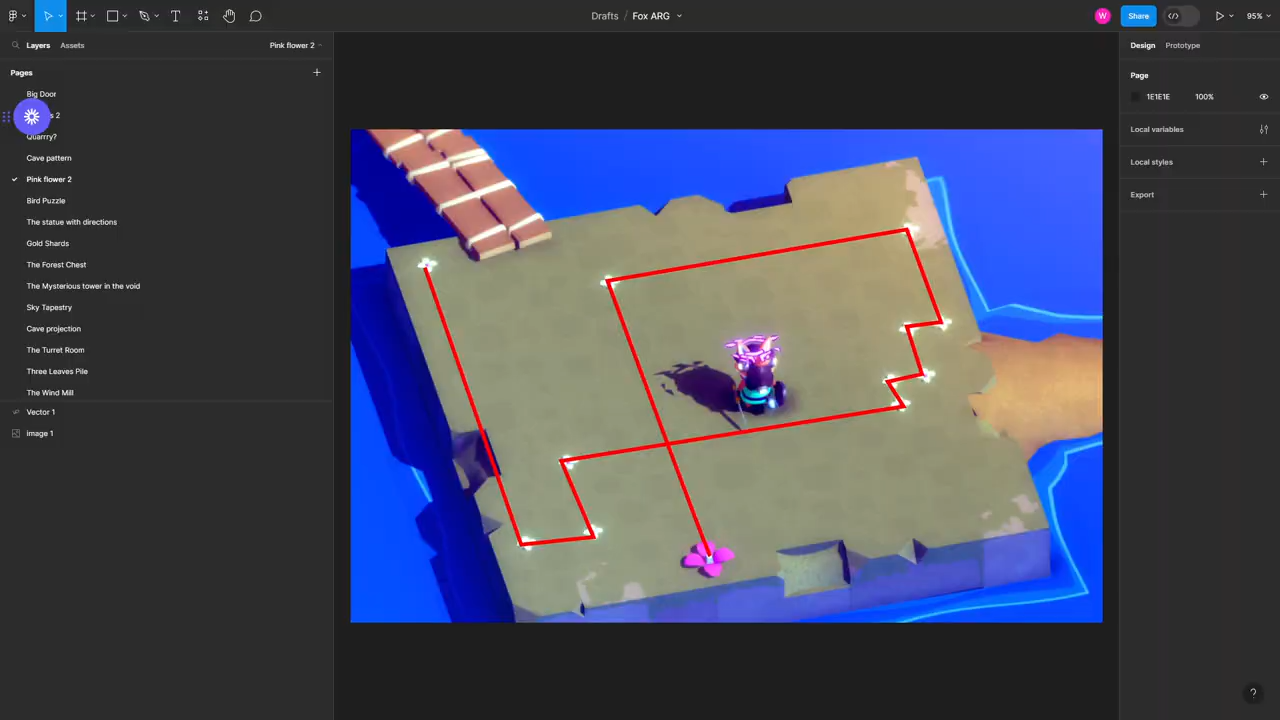 Drafts / Fox ARG
W
Share
95%
Layers Assets Pink flower 2
Pages
Big Door
s 2
Quarrry?
Cave pattern
Pink flower 2
Bird Puzzle
The statue with directions
Gold Shards
The Forest Chest
The Mysterious tower in the void
Sky Tapestry
Cave projection
The Turret Room
Three Leaves Pile
The Wind Mill
Vector 1
image 1
Design Prototype
Page
1E1E1E 100%
Local variables
Local styles
Export
?